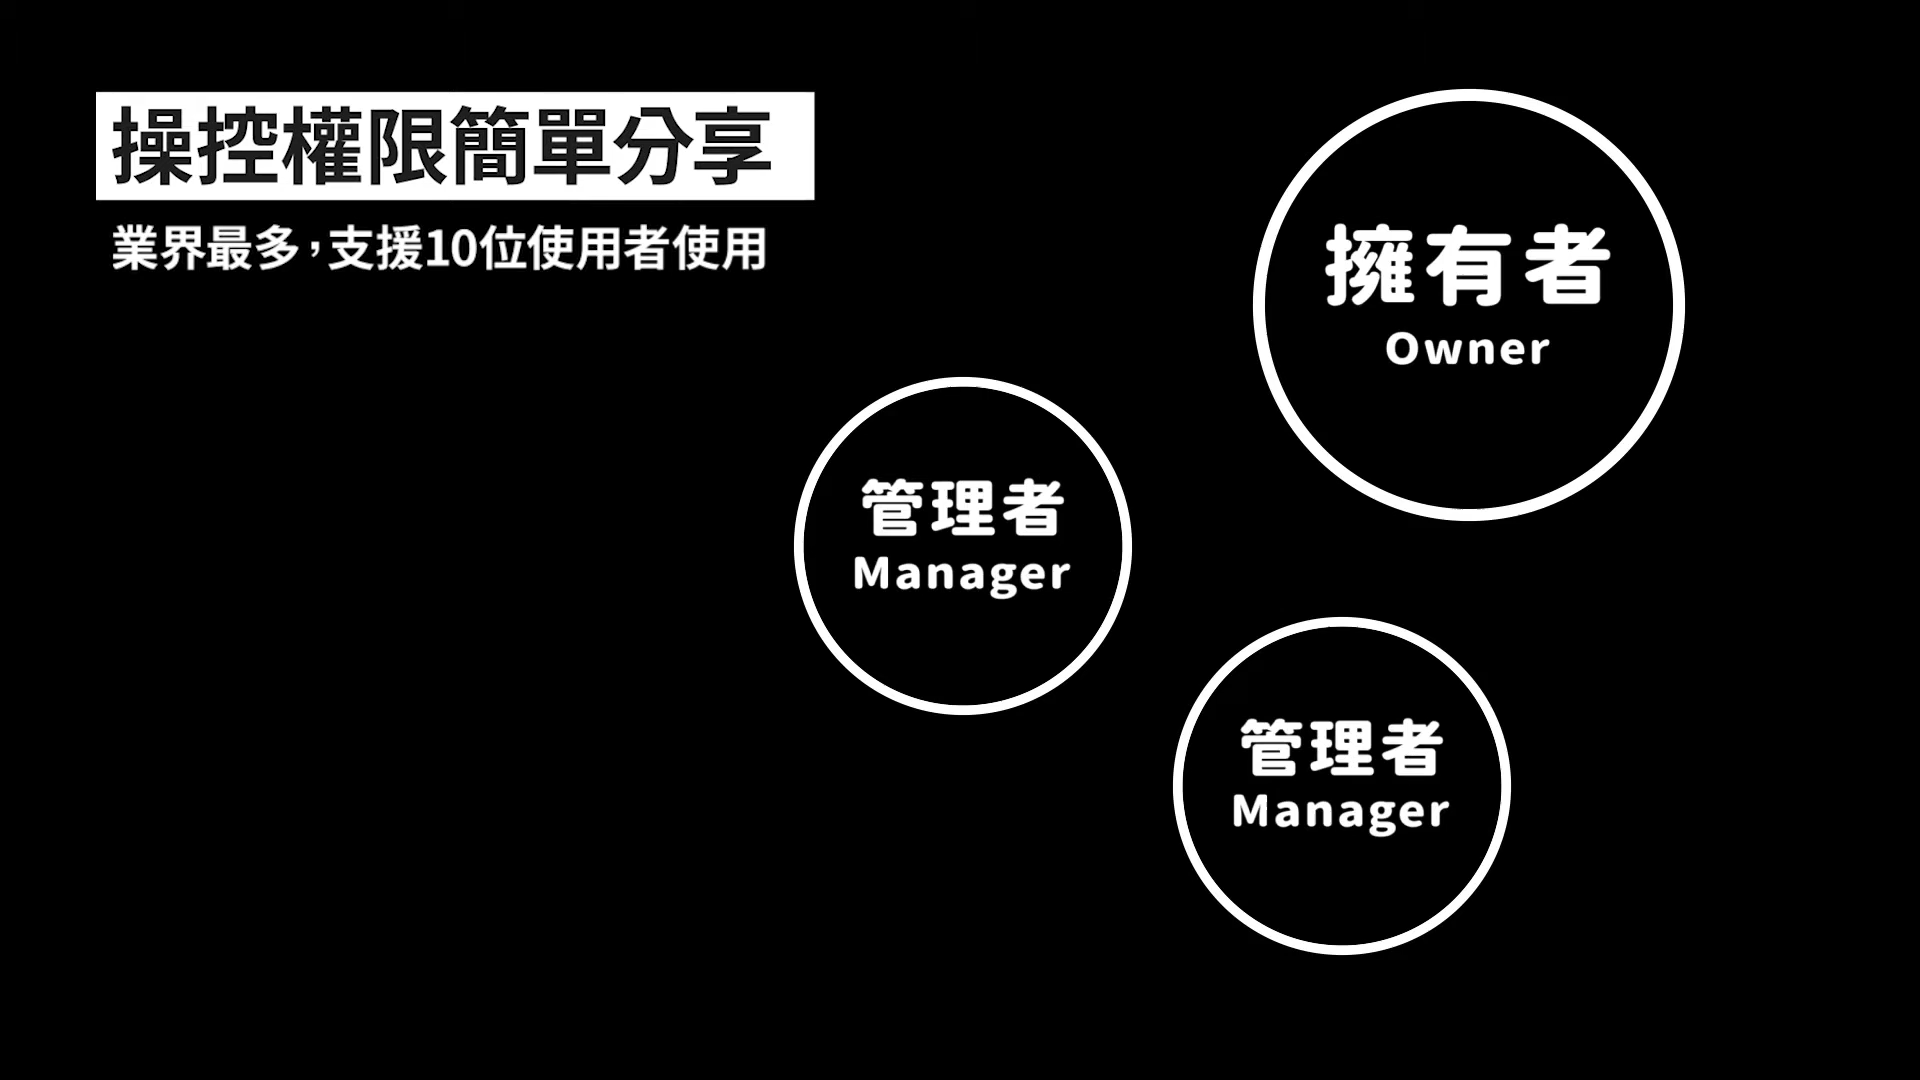 操控權限簡單分享
業界最多，支援10位使用者使用
擁有者
Owner
管理者
Manager
管理者
Manager